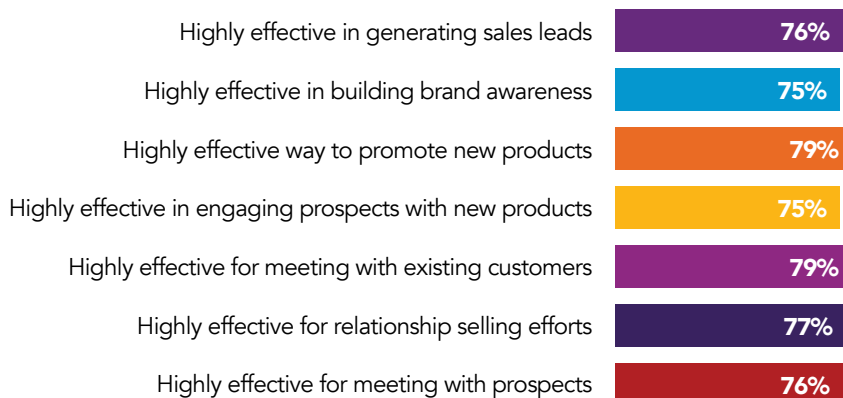 Highly effective in generating sales leads 76%
Highly effective in building brand awareness 75%
Highly effective way to promote new products 79%
Highly effective in engaging prospects with new products 75%
Highly effective for meeting with existing customers 79%
Highly effective for relationship selling efforts 77%
Highly effective for meeting with prospects 76%